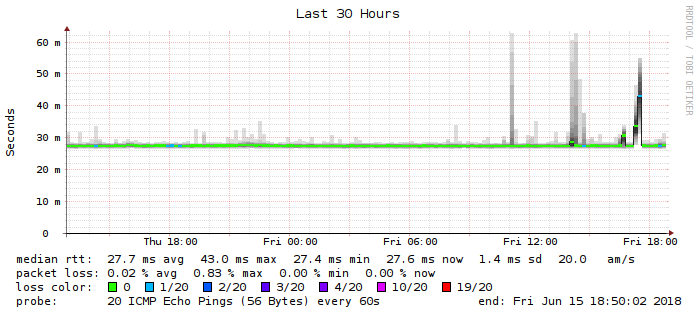 Last 30 Hours
RRDTOOL / TOBI OETIKER
Seconds
60 m
50 m
40 m
30 m
20 m
10 m
0
Thu 18:00 Fri 00:00 Fri 06:00 Fri 12:00 Fri 18:00
median rtt: 27.7 ms avg 43.0 ms max 27.4 ms min 27.6 ms now 1.4 ms sd 20.0 am/s
packet loss: 0.02 % avg 0.83 % max 0.00 % min 0.00 % now
loss color: 0 1/20 2/20 3/20 4/20 10/20 19/20
probe: 20 ICMP Echo Pings (56 Bytes) every 60s end: Fri Jun 15 18:50:02 2018